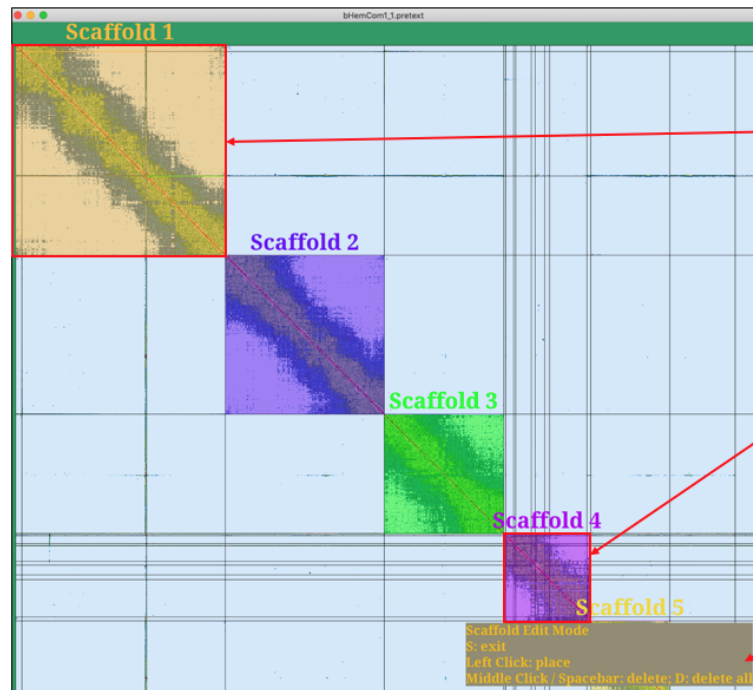 bHemCom1_1.pretext
Scaffold 1
Scaffold 2
Scaffold 3
Scaffold 4
Scaffold 5
Scaffold Edit Mode
S: exit
Left Click: place
Middle Click / Spacebar: delete; D: delete all